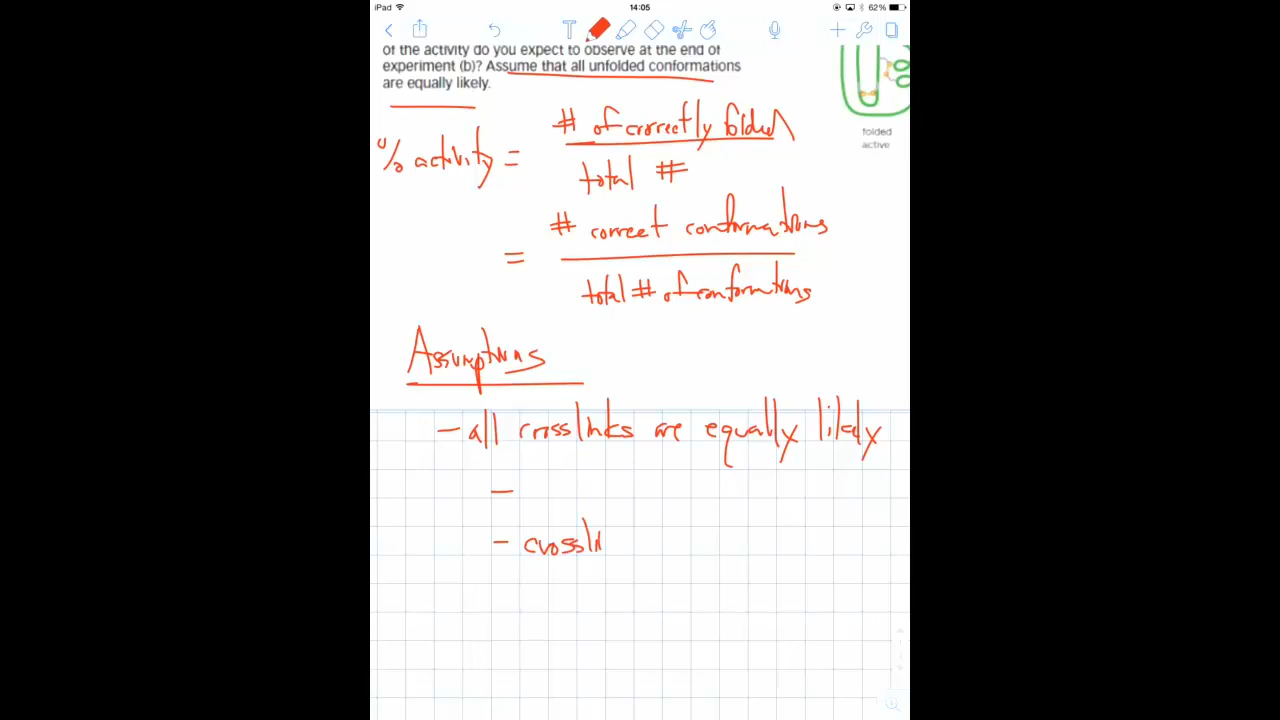 iPad 14:05 62%
T
of the activity do you expect to observe at the end of
experiment (b)? Assume that all unfolded conformations
are equally likely.
folded
active
% activity = # of correctly folded / total #
= # correct conformations / total # of conformations
Assumptions
- all crosslinks are equally likely
-
- crossli